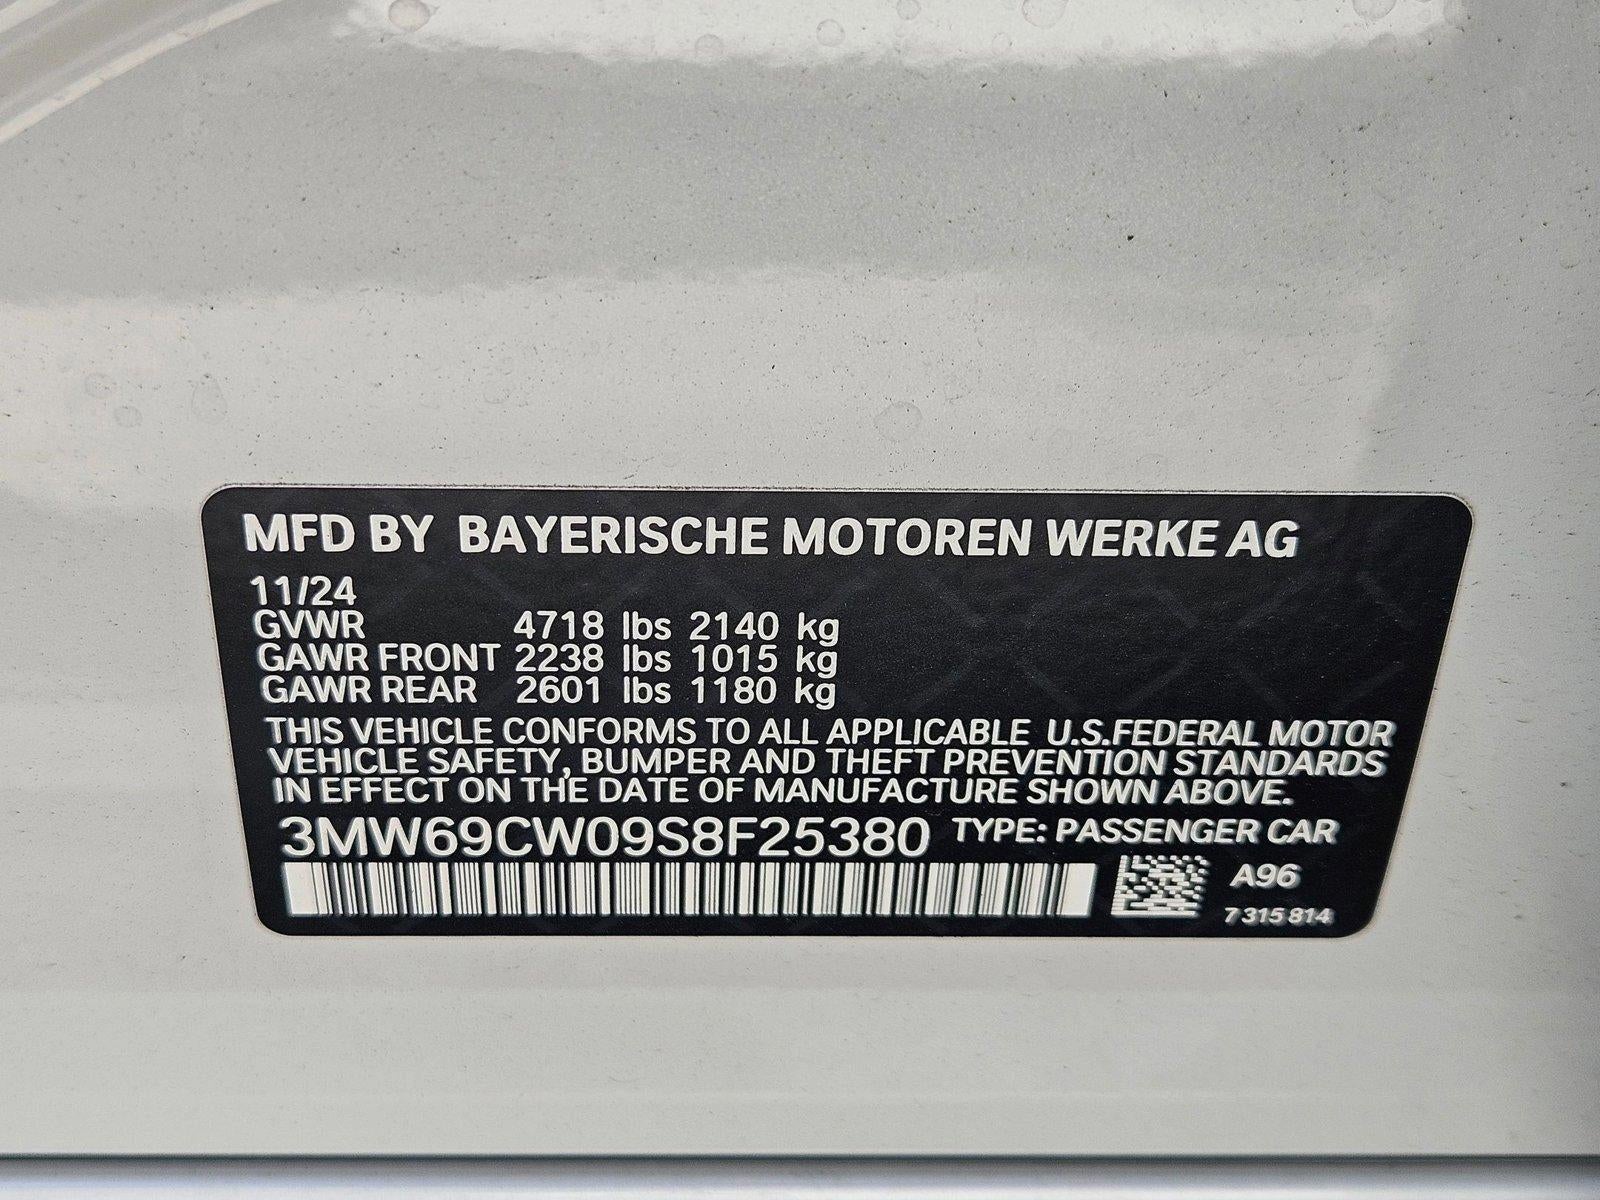 MFD BY BAYERISCHE MOTOREN WERKE AG
11/24
GVWR 4718 lbs 2140 kg
GAWR FRONT 2238 lbs 1015 kg
GAWR REAR 2601 lbs 1180 kg
THIS VEHICLE CONFORMS TO ALL APPLICABLE U.S.FEDERAL MOTOR
VEHICLE SAFETY, BUMPER AND THEFT PREVENTION STANDARDS
IN EFFECT ON THE DATE OF MANUFACTURE SHOWN ABOVE.
3MW69CW09S8F25380 TYPE: PASSENGER CAR
A96
7 315 814